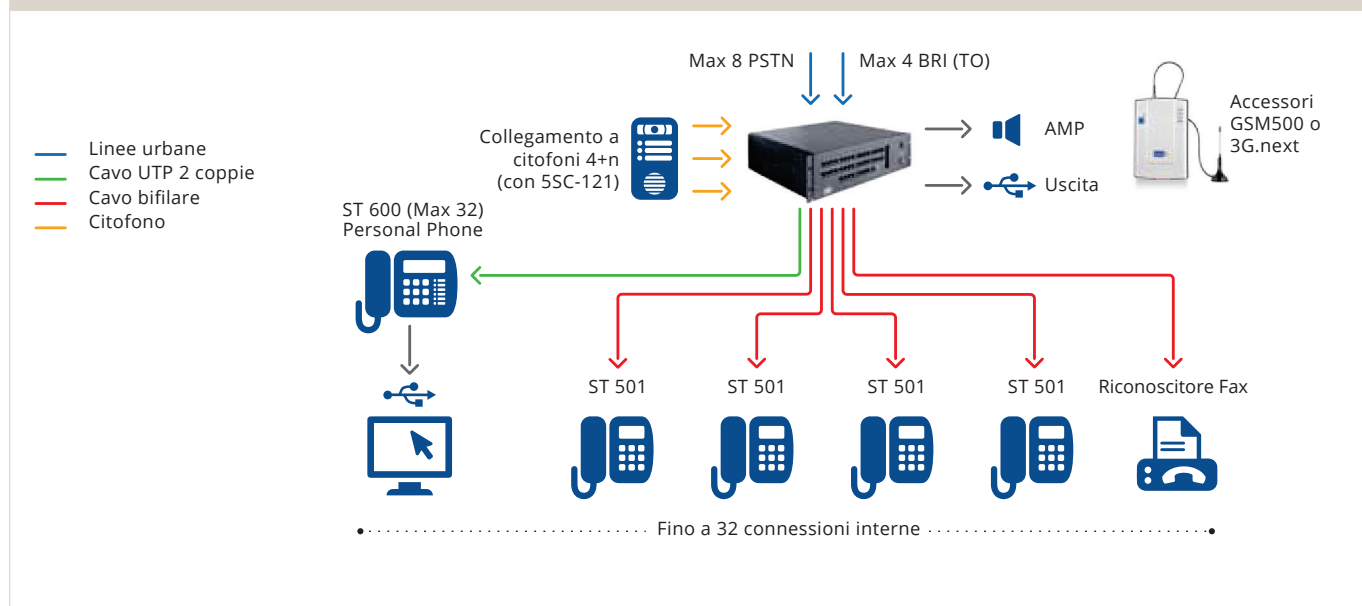 Max 8 PSTN
Max 4 BRI (TO)
Linee urbane
Cavo UTP 2 coppie
Cavo bifilare
Citofono
Collegamento a
citofoni 4+n
(con 5SC-121)
AMP
Uscita
Accessori
GSM500 o
3G.next
ST 600 (Max 32)
Personal Phone
ST 501
ST 501
ST 501
ST 501
Riconoscitore Fax
Fino a 32 connessioni interne